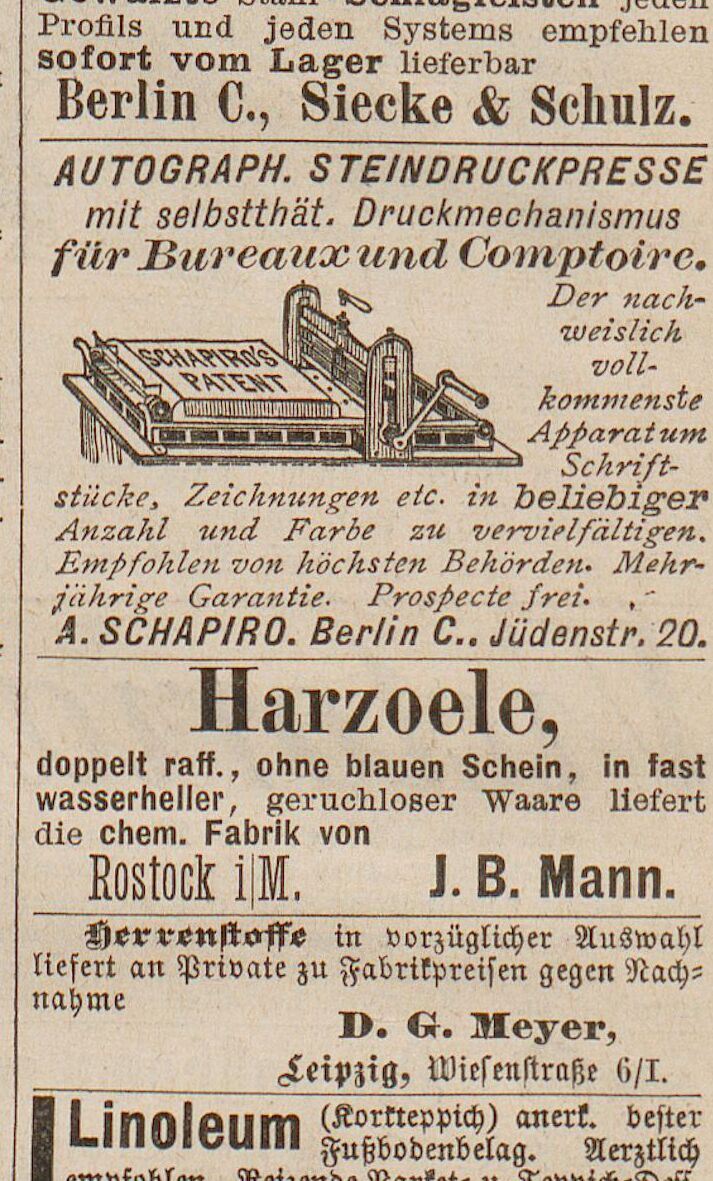 Profils und jeden Systems empfehlen
sofort vom Lager lieferbar
Berlin C., Siecke & Schulz.
AUTOGRAPH. STEINDRUCKPRESSE
mit selbstthät. Druckmechanismus
für Bureaux und Comptoire.
Der nach-
weislich
voll-
kommenste
Apparat um
Schrift-
SCHAPIRO'S
PATENT
stücke, Zeichnungen etc. in beliebiger
Anzahl und Farbe zu vervielfältigen.
Empfohlen von höchsten Behörden. Mehr-
jährige Garantie. Prospecte frei.
A. SCHAPIRO. Berlin C.. Jüdenstr. 20.
Harzoele,
doppelt raff., ohne blauen Schein, in fast
wasserheller, geruchloser Waare liefert
die chem. Fabrik von
Rostock i|M. J. B. Mann.
Herrenstoffe in vorzüglicher Auswahl
liefert an Private zu Fabrikpreisen gegen Nach-
nahme
D. G. Meyer,
Leipzig, Wiesenstraße 6/I.
Linoleum (Korkteppich) anerk. bester
Fußbodenbelag. Aerztlich